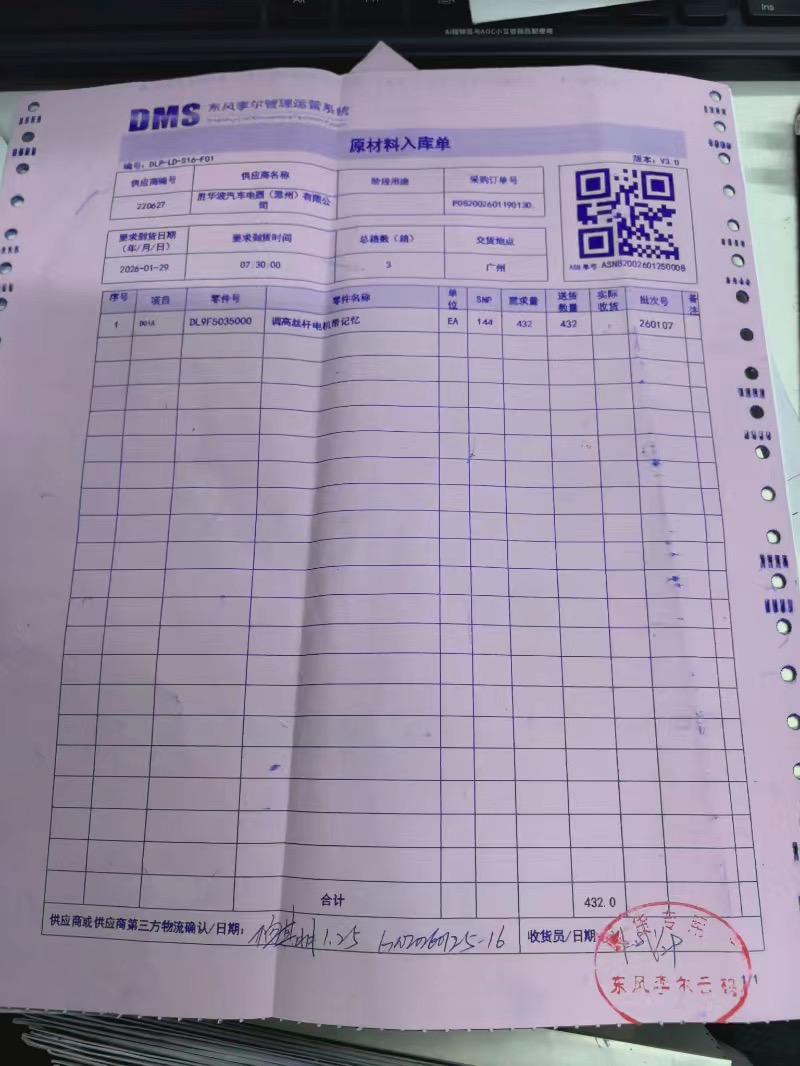 DMS 东风李尔管理运营系统
原材料入库单
编号：DLP-LD-S16-F01
版本：V3.0
供应商编号 供应商名称 阶段用途 采购订单号
220627 胜华波汽车电器（滁州）有限公司 POB2002601190130
ASN单号 ASNB2002601250008
要求到货日期（年/月/日） 要求到货时间 总箱数（箱） 交货地点
2026-01-29 07:30:00 3 广州
序号 项目 零件号 零件名称 单位 SNP 需求量 送货数量 实际收货 批次号 备注
1 D01A DL9F5035000 调高丝杆电机带记忆 EA 144 432 432 260107
合计 432.0
供应商或供应商第三方物流确认/日期： 1.25
收货员/日期：
东风李尔云
1/1